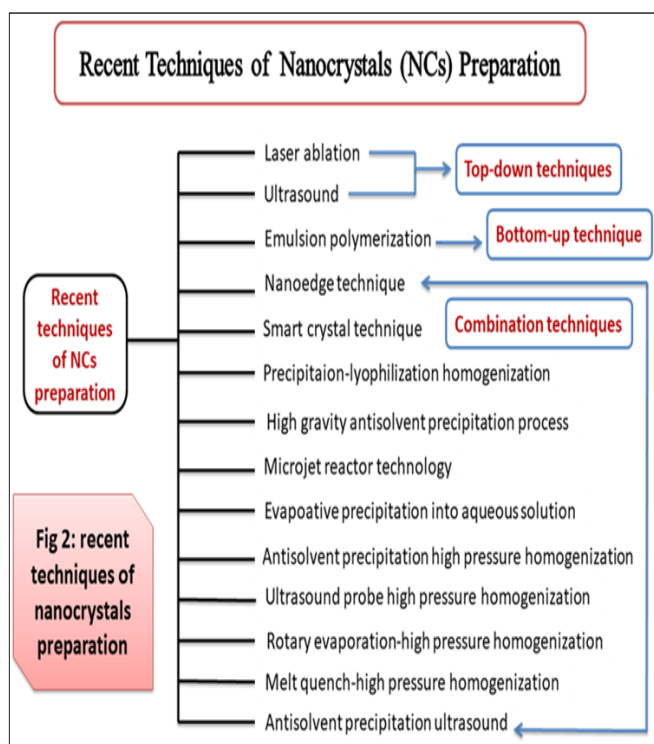 Recent Techniques of Nanocrystals (NCs) Preparation
Laser ablation
Top-down techniques
Ultrasound
Emulsion polymerization
Bottom-up technique
Nanoedge technique
Recent
techniques
of NCs
preparation
Smart crystal technique
Combination techniques
Precipitaion-lyophilization homogenization
High gravity antisolvent precipitation process
Microjet reactor technology
Evapoative precipitation into aqueous solution
Antisolvent precipitation high pressure homogenization
Ultrasound probe high pressure homogenization
Rotary evaporation-high pressure homogenization
Melt quench-high pressure homogenization
Antisolvent precipitation ultrasound
Fig 2: recent
techniques of
nanocrystals
preparation